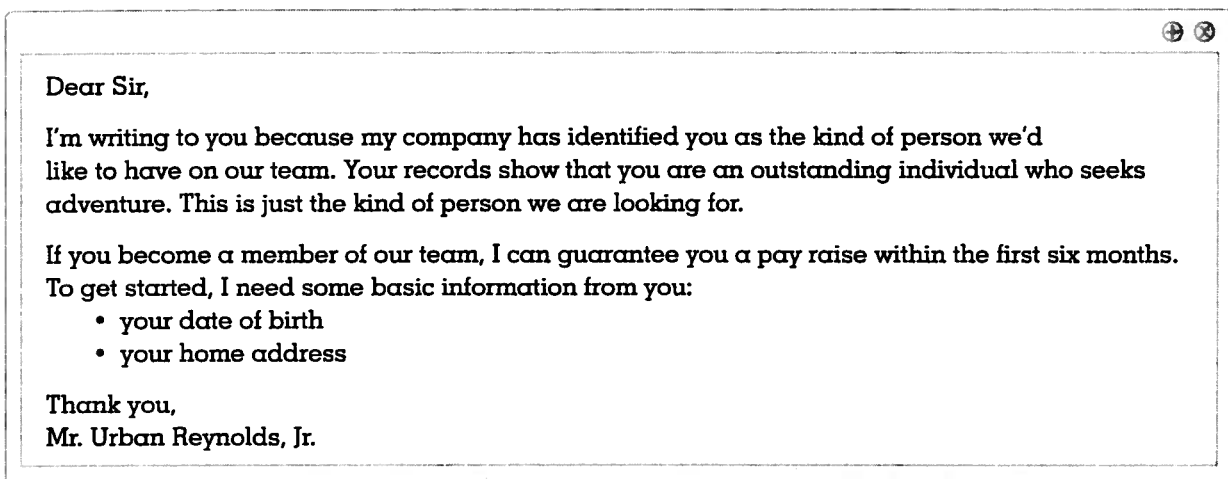 Dear Sir,
I'm writing to you because my company has identified you as the kind of person we'd
like to have on our team. Your records show that you are an outstanding individual who seeks
adventure. This is just the kind of person we are looking for.
If you become a member of our team, I can guarantee you a pay raise within the first six months.
To get started, I need some basic information from you:
• your date of birth
• your home address
Thank you,
Mr. Urban Reynolds, Jr.